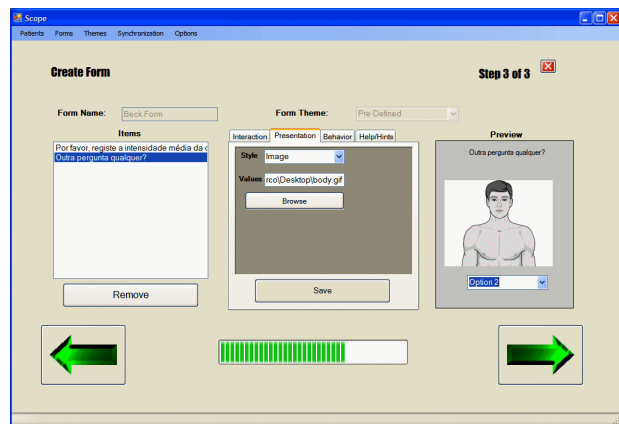 Scope
Patients Forms Themes Synchronization Options
Create Form
Step 3 of 3
Form Name: Beck Form Form Theme: Pre-Defined
Items
Interaction Presentation Behavior Help/Hints
Preview
Por favor, registe a intensidade média da
Outra pergunta qualquer?
Style Image
Values rco\Desktop\body.gif
Browse
Save
Outra pergunta qualquer?
Option 2
Remove